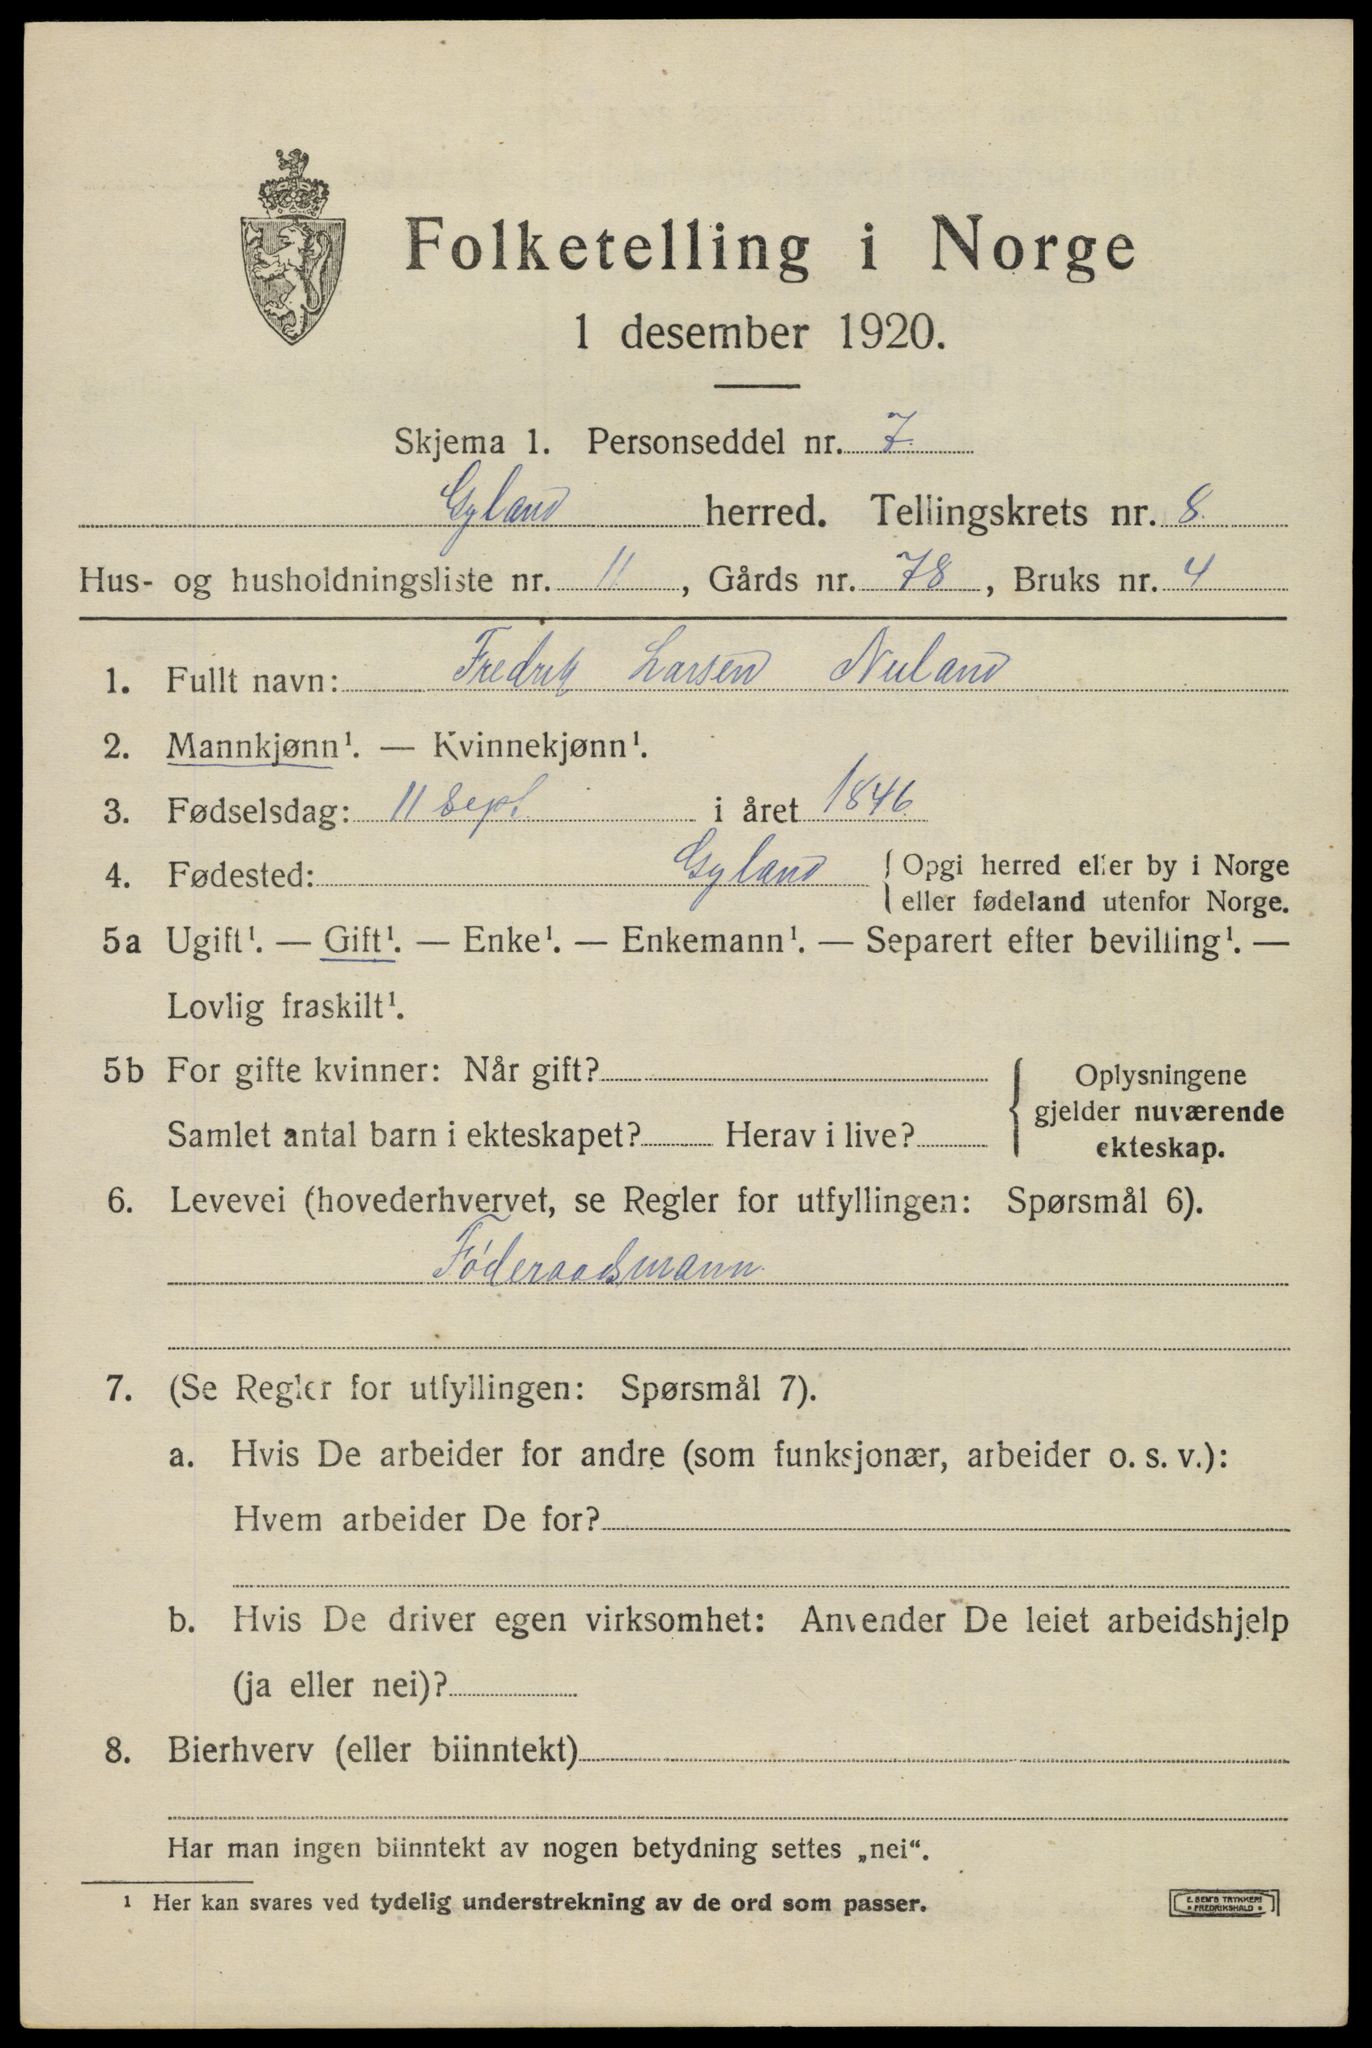 Folketelling i Norge
1 desember 1920.
Skjema 1. Personseddel nr. 7.
Gyland herred. Tellingskrets nr. 8.
Hus- og husholdningsliste nr. 11, Gårds nr. 78, Bruks nr. 4
1. Fullt navn: Fredrik Larsen Nuland
2. Mannkjønn¹. — Kvinnekjønn¹.
3. Fødselsdag: 11 Sept. i året 1846.
4. Fødested: Gyland { Opgi herred eller by i Norge
eller fødeland utenfor Norge.
5a Ugift¹. — Gift¹. — Enke¹. — Enkemann¹. — Separert efter bevilling¹. —
Lovlig fraskilt¹.
5b For gifte kvinner: Når gift?
Samlet antal barn i ekteskapet? Herav i live?
{ Oplysningene
gjelder nuværende
ekteskap.
6. Levevei (hovederhvervet, se Regler for utfyllingen: Spørsmål 6).
Føderaadsmann.
7. (Se Regler for utfyllingen: Spørsmål 7).
a. Hvis De arbeider for andre (som funksjonær, arbeider o. s. v.):
Hvem arbeider De for?
b. Hvis De driver egen virksomhet: Anvender De leiet arbeidshjelp
(ja eller nei)?
8. Bierhverv (eller biinntekt)
Har man ingen biinntekt av nogen betydning settes „nei“.
¹ Her kan svares ved tydelig understrekning av de ord som passer.
E. SEM'S TRYKKERI
* FREDRIKSHALD *